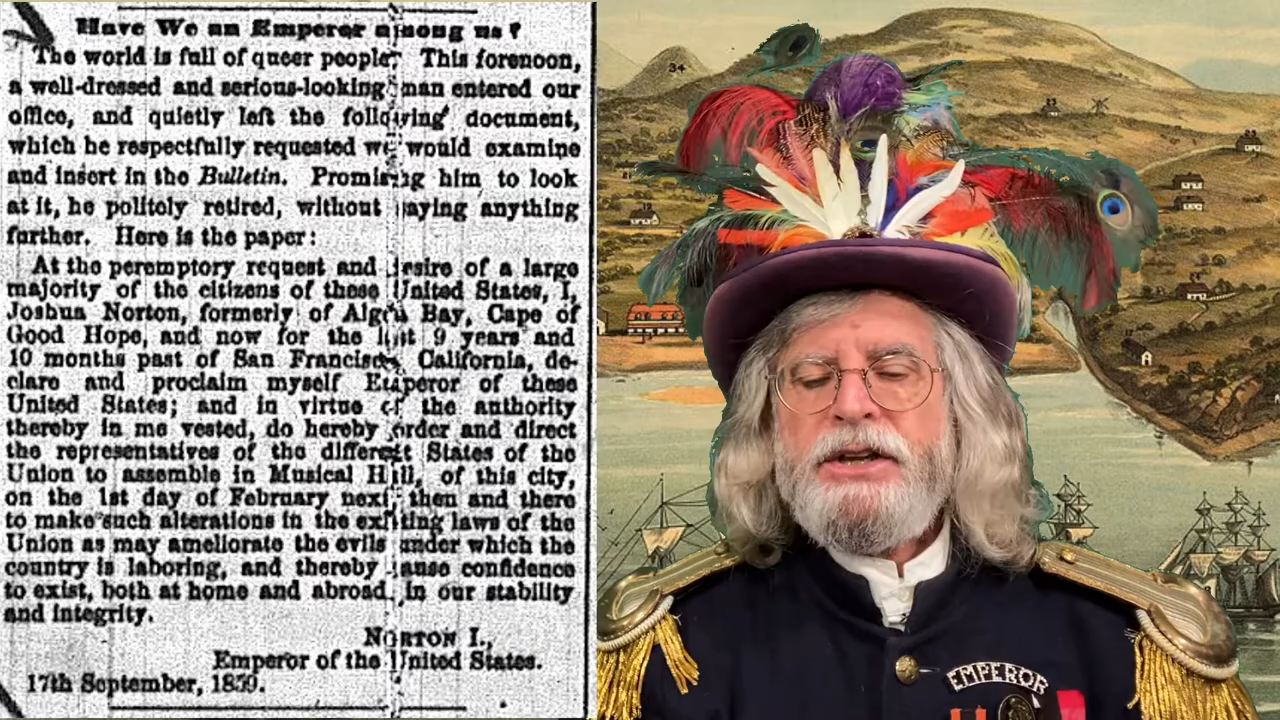 Have We an Emperor among us?
The world is full of queer people. This forenoon,
a well-dressed and serious-looking man entered our
office, and quietly left the following document,
which he respectfully requested we would examine
and insert in the Bulletin. Promising him to look
at it, he politely retired, without saying anything
further. Here is the paper:
At the peremptory request and desire of a large
majority of the citizens of these United States, I,
Joshua Norton, formerly of Algoa Bay, Cape of
Good Hope, and now for the last 9 years and
10 months past of San Francisco, California, de-
clare and proclaim myself Emperor of these
United States; and in virtue of the authority
thereby in me vested, do hereby order and direct
the representatives of the different States of the
Union to assemble in Musical Hall, of this city,
on the 1st day of February next, then and there
to make such alterations in the existing laws of the
Union as may ameliorate the evils under which the
country is laboring, and thereby cause confidence
to exist, both at home and abroad, in our stability
and integrity.
NORTON I.,
Emperor of the United States.
17th September, 1859.
34
12
EMPEROR